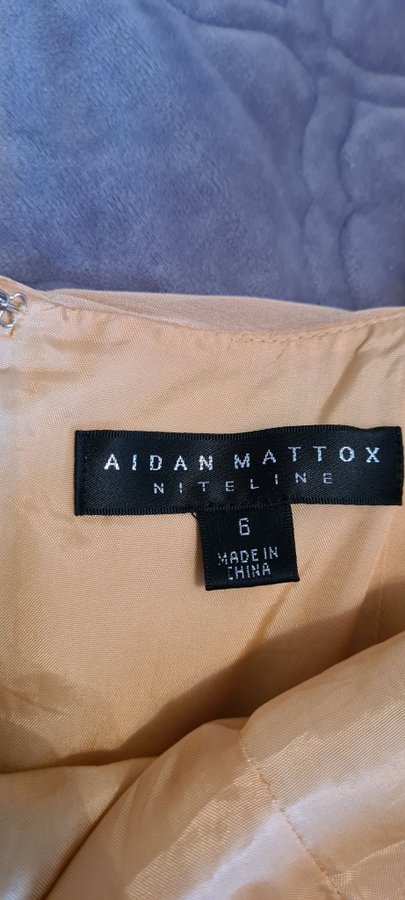 AIDAN MATTOX
NITELINE
6
MADE IN
CHINA